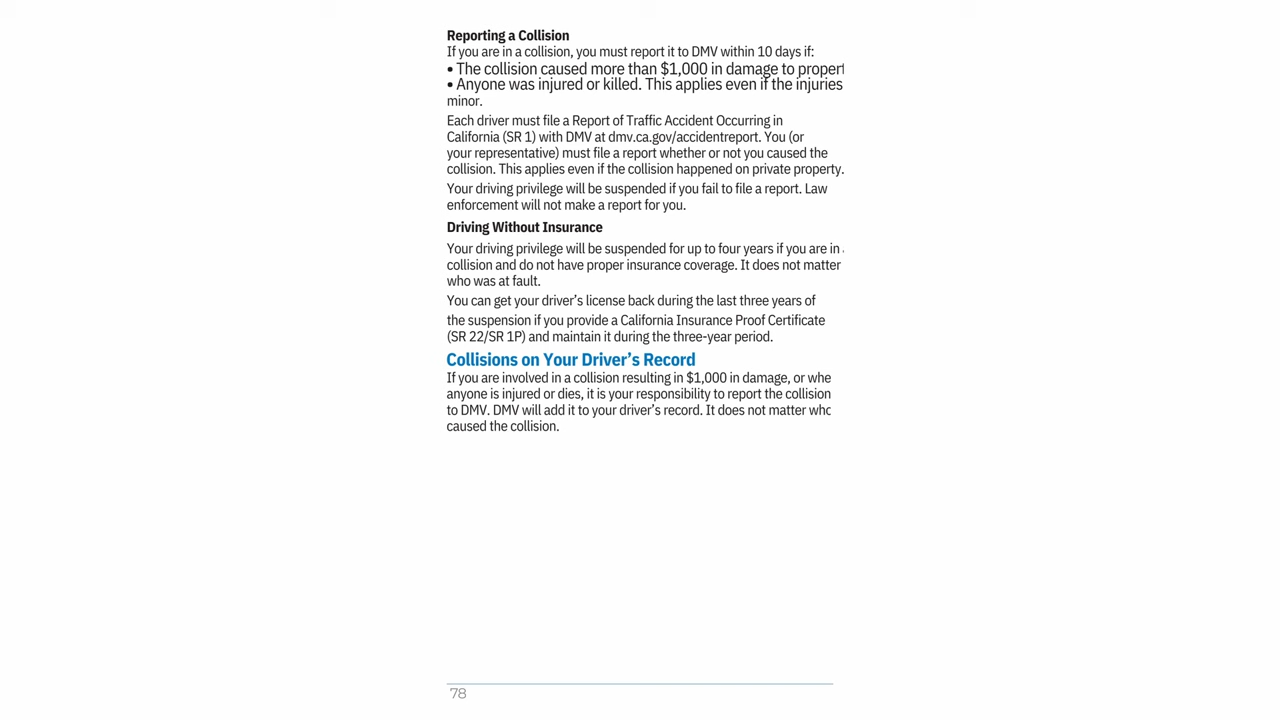 Reporting a Collision
If you are in a collision, you must report it to DMV within 10 days if:
• The collision caused more than $1,000 in damage to propert
• Anyone was injured or killed. This applies even if the injuries
minor.
Each driver must file a Report of Traffic Accident Occurring in
California (SR 1) with DMV at dmv.ca.gov/accidentreport. You (or
your representative) must file a report whether or not you caused the
collision. This applies even if the collision happened on private property.
Your driving privilege will be suspended if you fail to file a report. Law
enforcement will not make a report for you.
Driving Without Insurance
Your driving privilege will be suspended for up to four years if you are in
collision and do not have proper insurance coverage. It does not matter
who was at fault.
You can get your driver’s license back during the last three years of
the suspension if you provide a California Insurance Proof Certificate
(SR 22/SR 1P) and maintain it during the three-year period.
Collisions on Your Driver’s Record
If you are involved in a collision resulting in $1,000 in damage, or whe
anyone is injured or dies, it is your responsibility to report the collision
to DMV. DMV will add it to your driver’s record. It does not matter who
caused the collision.
78